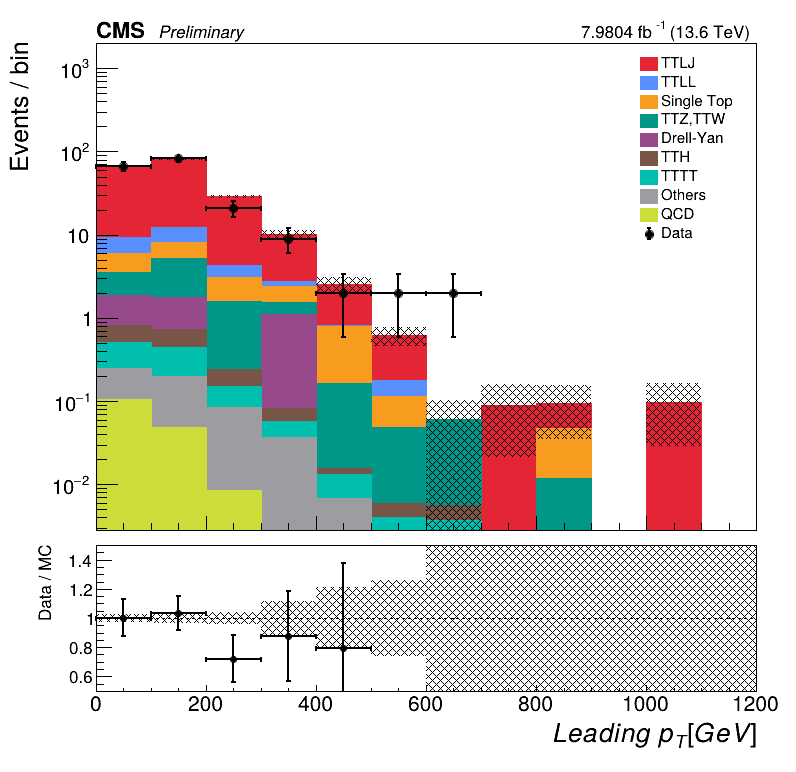 CMS Preliminary 7.9804 fb⁻¹ (13.6 TeV)
Events / bin
10³
10²
10
1
10⁻¹
10⁻²
TTLJ
TTLL
Single Top
TTZ,TTW
Drell-Yan
TTH
TTTT
Others
QCD
Data
Data / MC
1.4
1.2
1
0.8
0.6
0 200 400 600 800 1000 1200
Leading p_T[GeV]